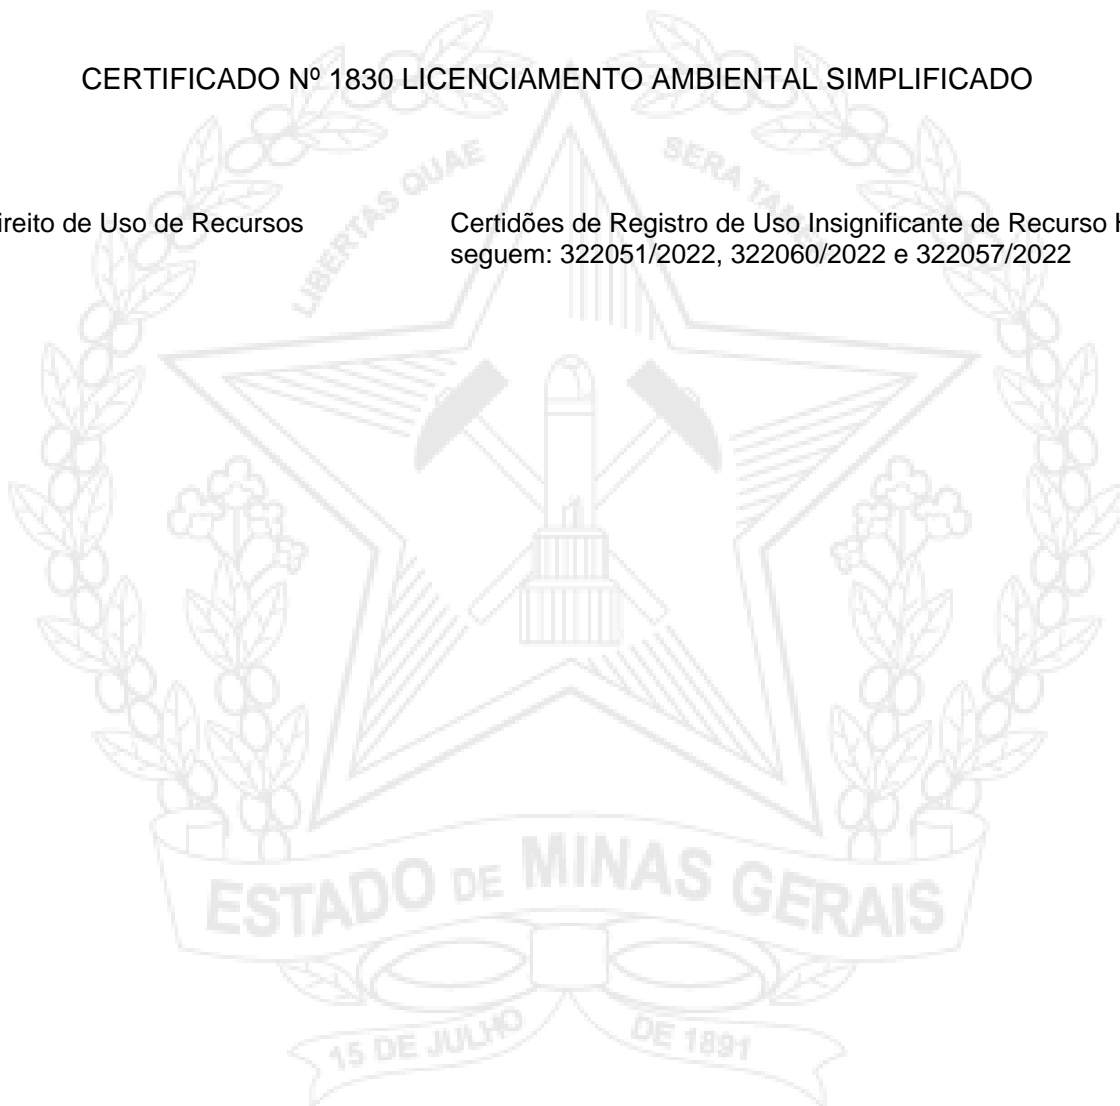 CERTIFICADO Nº 1830 LICENCIAMENTO AMBIENTAL SIMPLIFICADO
LIBERTAS QUAE SERA TAMEN
ireito de Uso de Recursos
Certidões de Registro de Uso Insignificante de Recurso
seguem: 322051/2022, 322060/2022 e 322057/2022
ESTADO DE MINAS GERAIS
15 DE JULHO DE 1891